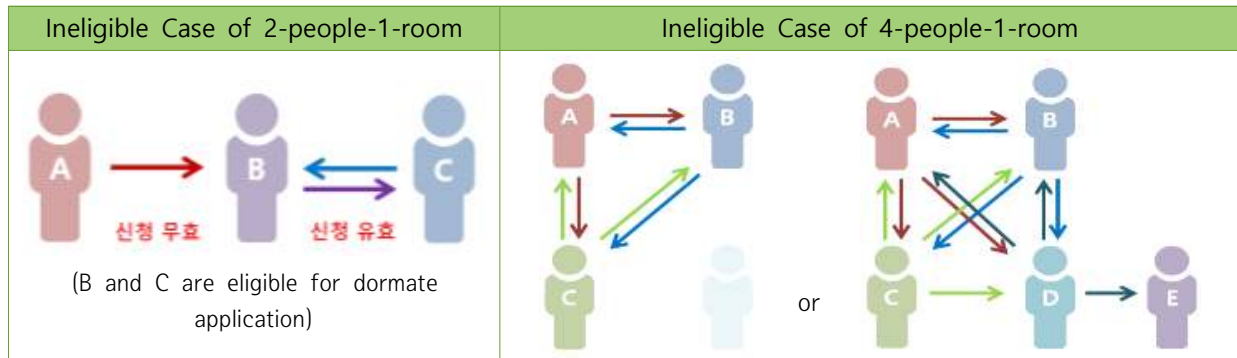 Ineligible Case of 2-people-1-room
Ineligible Case of 4-people-1-room
A
B
C
신청 무효
신청 유효
(B and C are eligible for dormate
application)
A
B
C
or
A
B
C
D
E